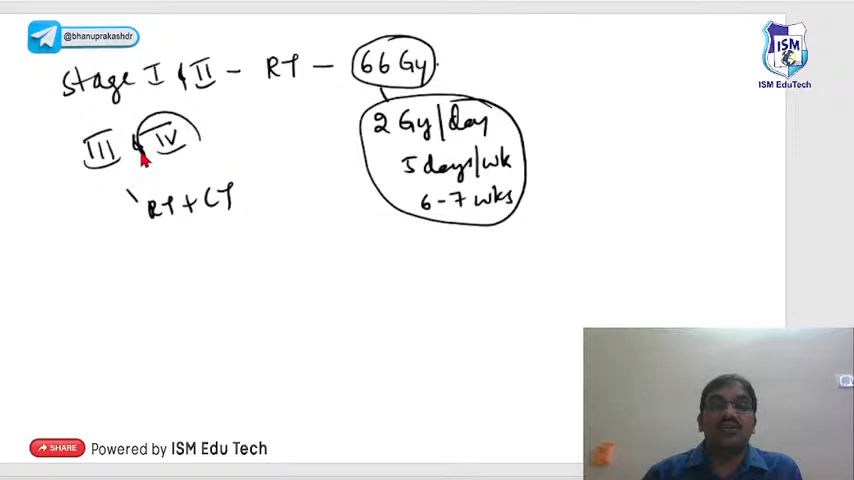 @bhanuprakashdr
ISM
ISM EduTech
Stage I & II - RT - 66 Gy
2 Gy/day
5 days/wk
6-7 wks
III & IV
RT + CT
SHARE
Powered by ISM Edu Tech